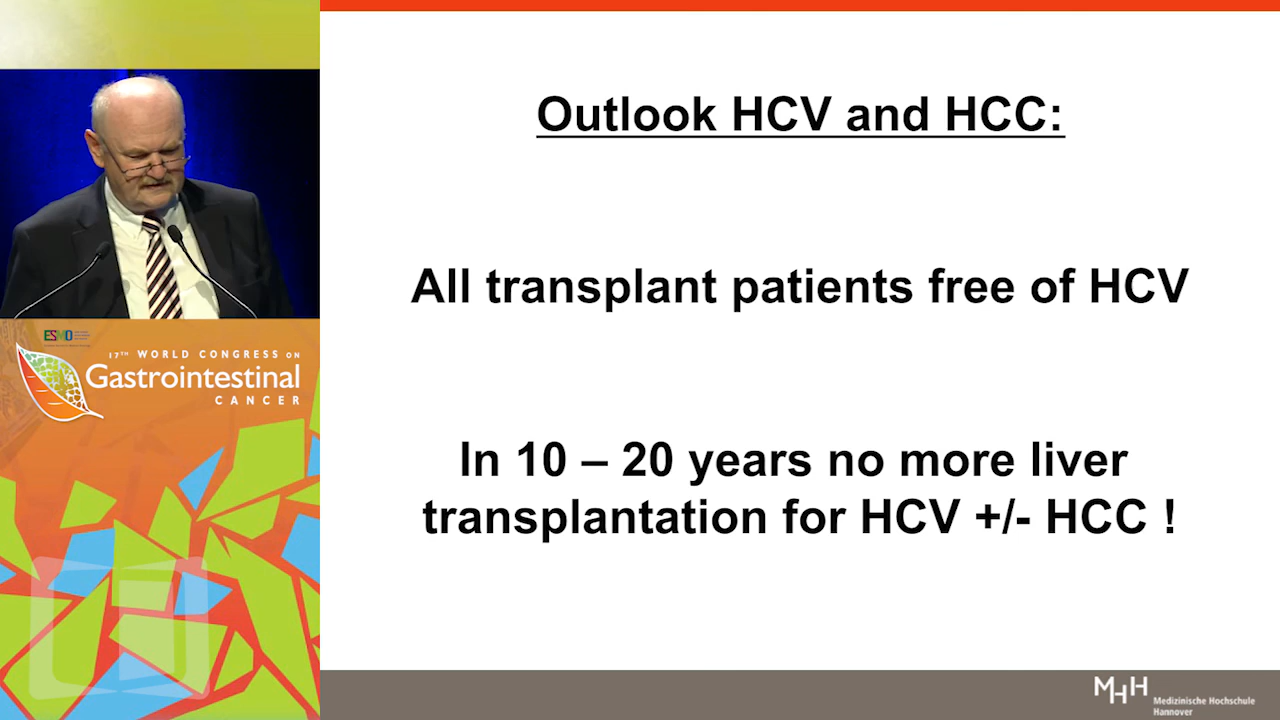 Outlook HCV and HCC:
All transplant patients free of HCV
In 10 – 20 years no more liver
transplantation for HCV +/- HCC !
ESMO
17TH WORLD CONGRESS ON
Gastrointestinal
CANCER
MHH
Medizinische Hochschule
Hannover